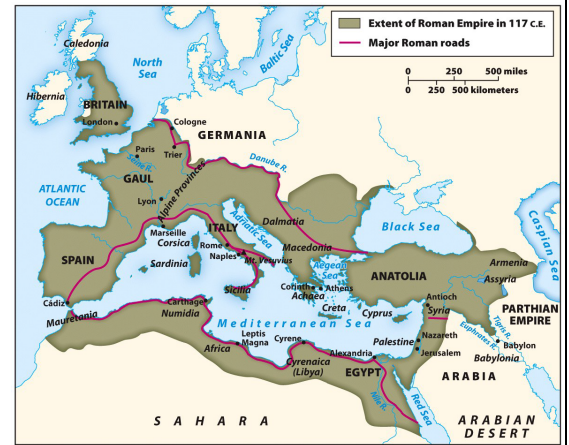 Extent of Roman Empire in 117 C.E.
Major Roman roads
0 250 500 miles
0 250 500 kilometers
Caledonia
North
Sea
Baltic Sea
Hibernia
BRITAIN
London
Cologne
GERMANIA
Paris
Seine R.
Trier
Danube R.
GAUL
Alpine Provinces
ATLANTIC
OCEAN
Lyon
Adriatic Sea
Dalmatia
Black Sea
Caspian Sea
Marseille
ITALY
Corsica
Rome
Macedonia
SPAIN
Sardinia
Naples
Mt. Vesuvius
Aegean
Sea
ANATOLIA
Armenia
Assyria
Sicilia
Corinth
Athens
Achaea
Antioch
PARTHIAN
EMPIRE
Cádiz
Carthage
Creta
Cyprus
Syria
Tigris R.
Mauretania
Numidia
Mediterranean Sea
Euphrates R.
Babylon
Leptis
Magna
Cyrene
Palestine
Nazareth
Babylonia
Africa
Alexandria
Jerusalem
Cyrenaica
(Libya)
EGYPT
ARABIA
Nile R.
Red Sea
SAHARA
ARABIAN
DESERT